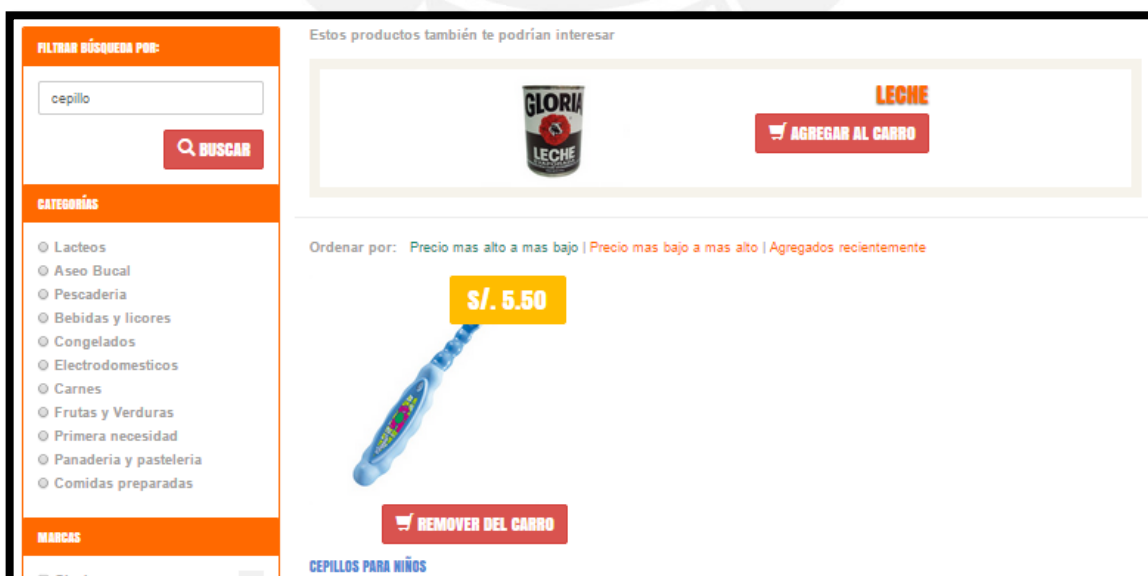 FILTRAR BÚSQUEDA POR:
cepillo
BUSCAR
CATEGORÍAS
Lacteos
Aseo Bucal
Pescaderia
Bebidas y licores
Congelados
Electrodomesticos
Carnes
Frutas y Verduras
Primera necesidad
Panaderia y pasteleria
Comidas preparadas
MARCAS
Estos productos también te podrían interesar
GLORIA
LECHE
LECHE
AGREGAR AL CARRO
Ordenar por: Precio mas alto a mas bajo | Precio mas bajo a mas alto | Agregados recientemente
S/. 5.50
REMOVER DEL CARRO
CEPILLOS PARA NIÑOS